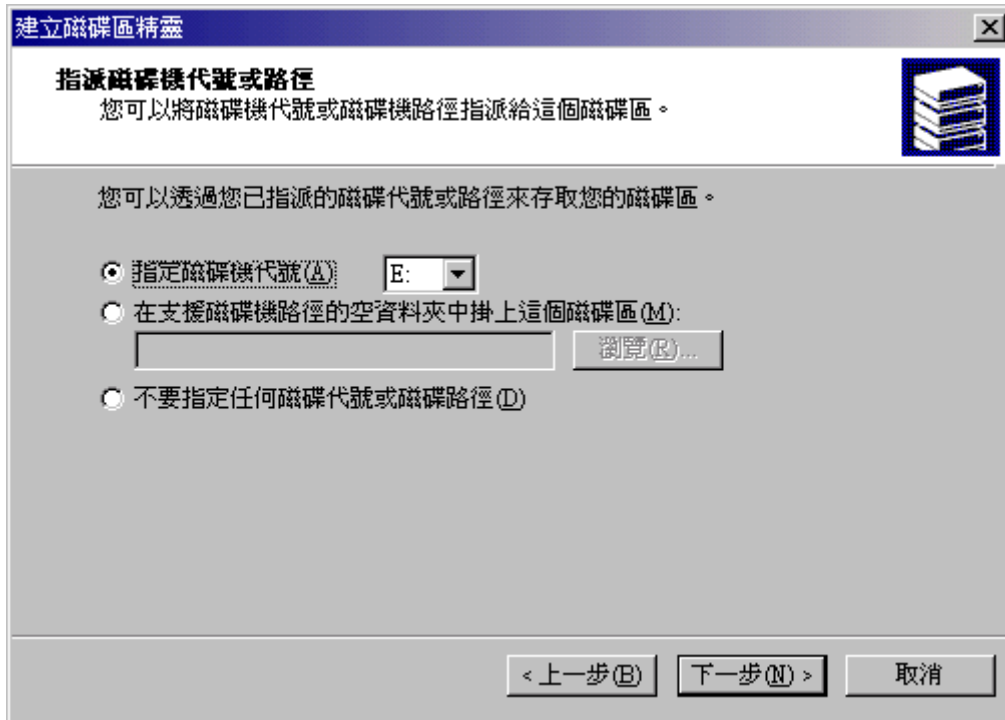 建立磁碟區精靈
指派磁碟機代號或路徑
您可以將磁碟機代號或磁碟機路徑指派給這個磁碟區。
您可以透過您已指派的磁碟代號或路徑來存取您的磁碟區。
指定磁碟機代號(A) E:
在支援磁碟機路徑的空資料夾中掛上這個磁碟區(M):
瀏覽(R)...
不要指定任何磁碟代號或磁碟路徑(D)
<上一步(B) 下一步(N)> 取消